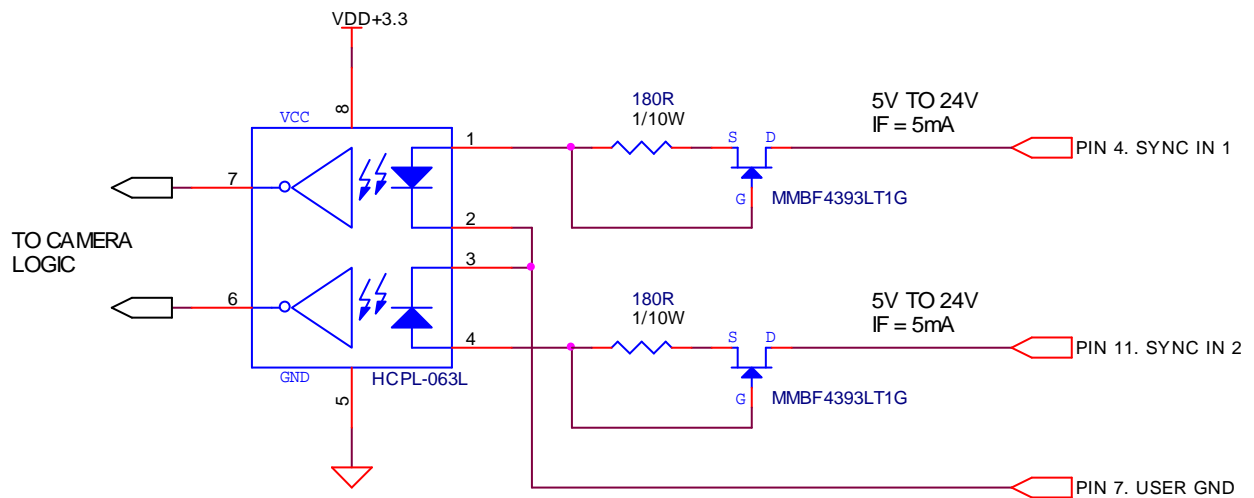 VDD+3.3
8
VCC
180R
1/10W
5V TO 24V
IF = 5mA
1
S
D
PIN 4. SYNC IN 1
7
G
MMBF4393LT1G
2
TO CAMERA
LOGIC
3
180R
1/10W
5V TO 24V
IF = 5mA
6
4
S
D
PIN 11. SYNC IN 2
GND
HCPL-063L
G
MMBF4393LT1G
5
PIN 7. USER GND